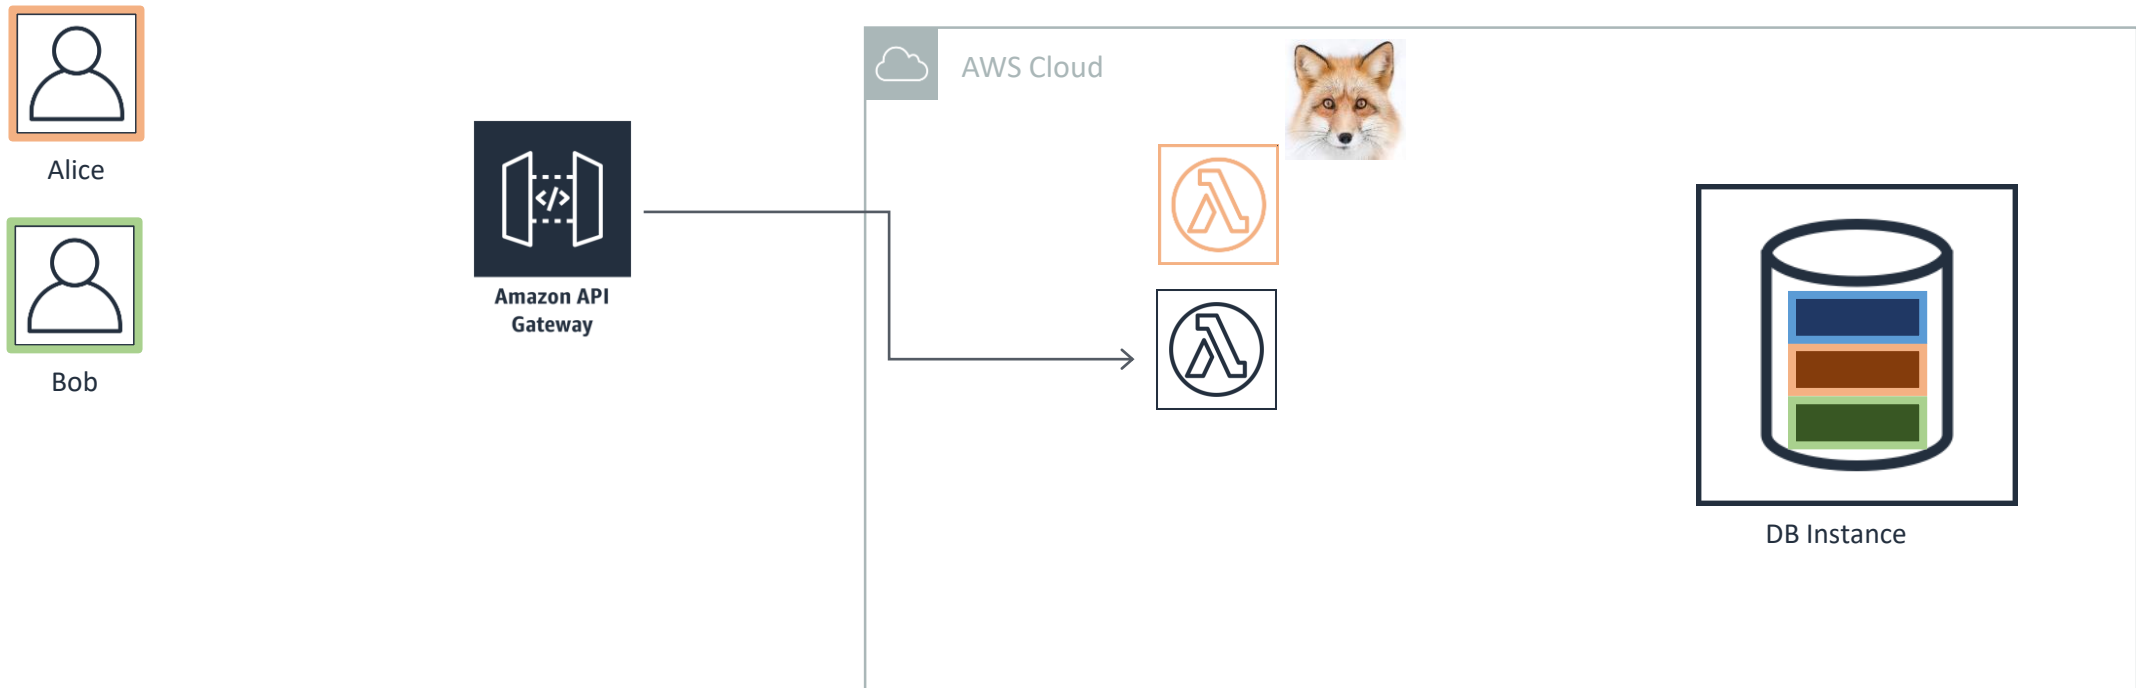 Alice
Bob
</>
Amazon API
Gateway
AWS Cloud
λ
λ
DB Instance